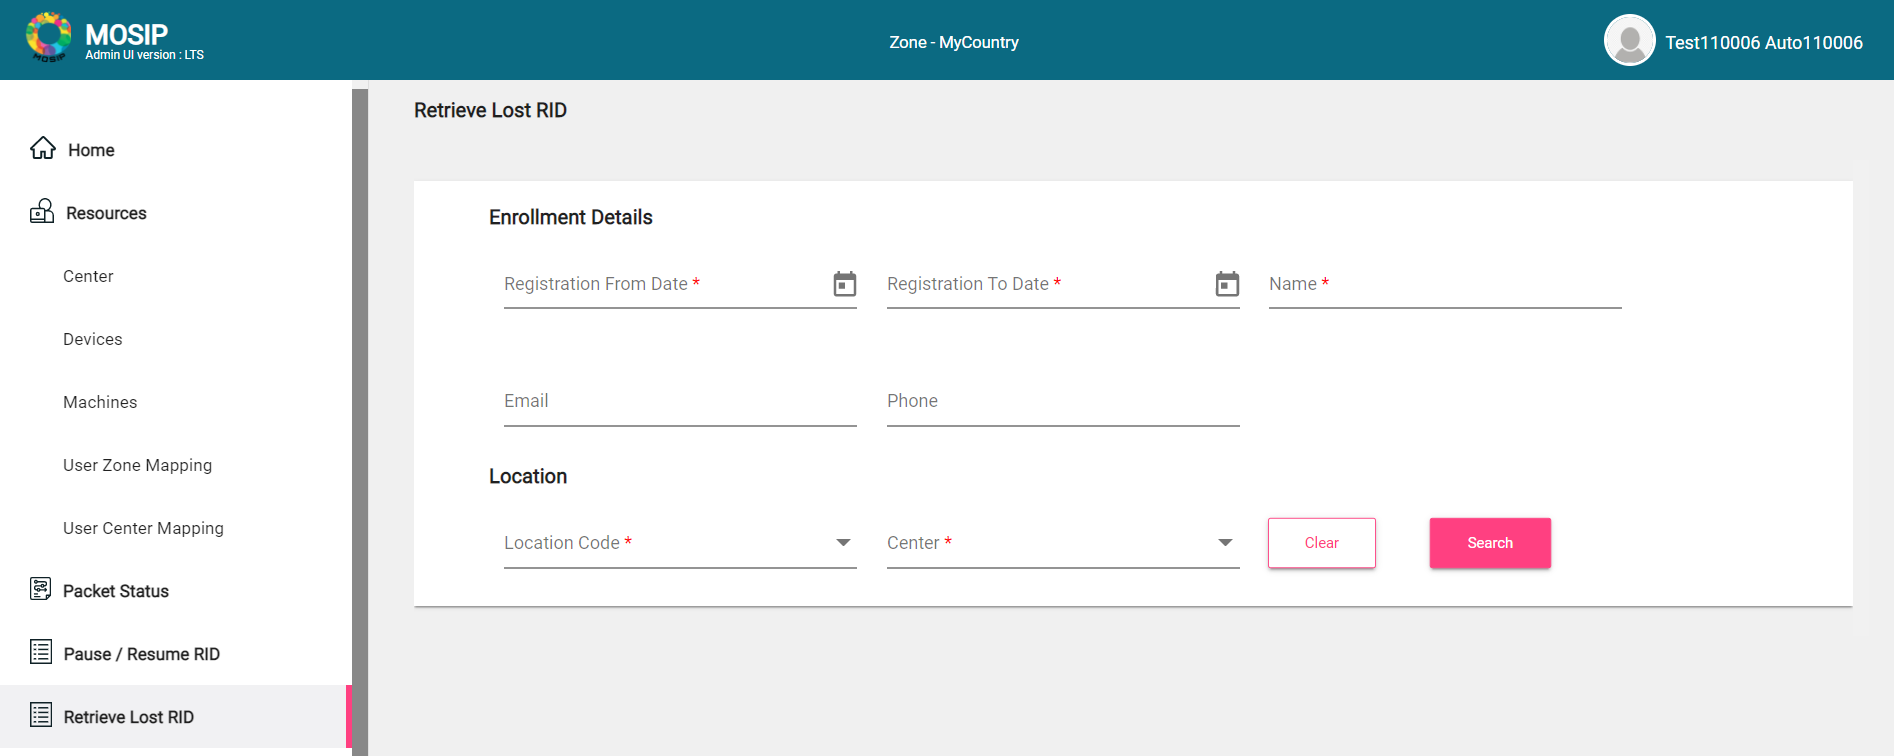 MOSIP
Admin UI version : LTS
MOSIP
Zone - MyCountry
Test110006 Auto110006
Home
Resources
Center
Devices
Machines
User Zone Mapping
User Center Mapping
Packet Status
Pause / Resume RID
Retrieve Lost RID
Retrieve Lost RID
Enrollment Details
Registration From Date *
Registration To Date *
Name *
Email
Phone
Location
Location Code *
Center *
Clear
Search